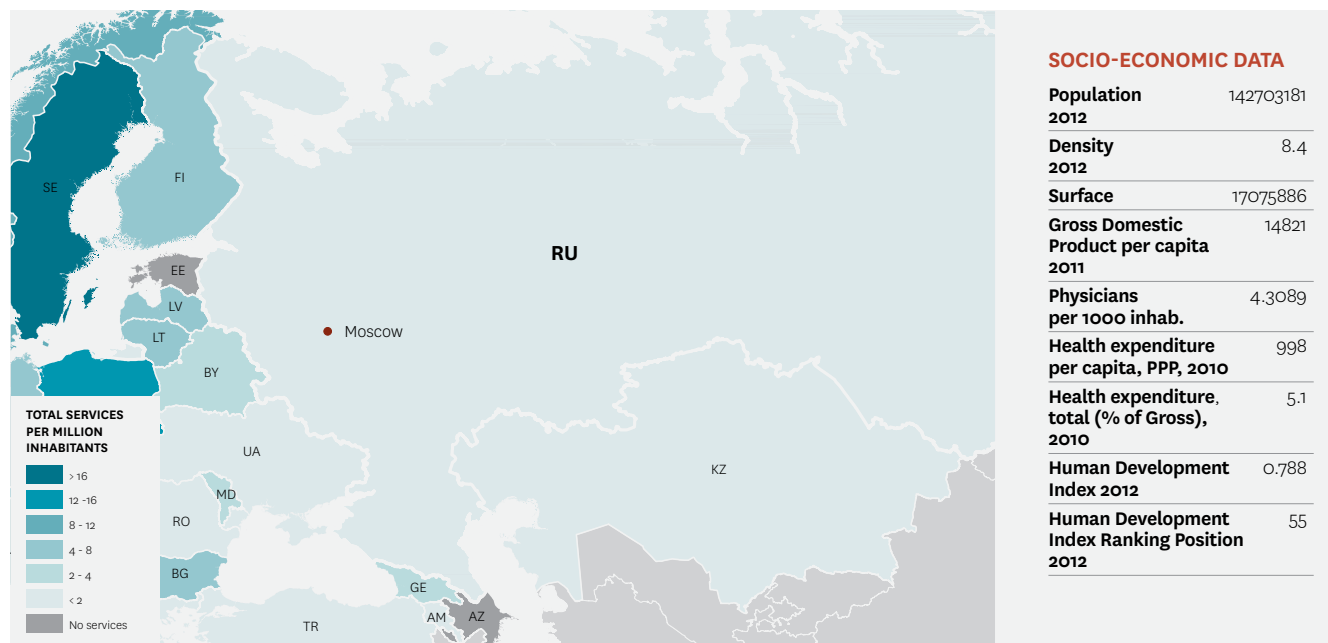 SE
FI
RU
EE
LV
Moscow
LT
BY
UA
KZ
MD
RO
BG
GE
AM
AZ
TR
TOTAL SERVICES
PER MILLION
INHABITANTS
> 16
12 -16
8 - 12
4 - 8
2 - 4
< 2
No services
SOCIO-ECONOMIC DATA
Population 142703181
2012
Density 8.4
2012
Surface 17075886
Gross Domestic 14821
Product per capita
2011
Physicians 4.3089
per 1000 inhab.
Health expenditure 998
per capita, PPP, 2010
Health expenditure, 5.1
total (% of Gross),
2010
Human Development 0.788
Index 2012
Human Development 55
Index Ranking Position
2012